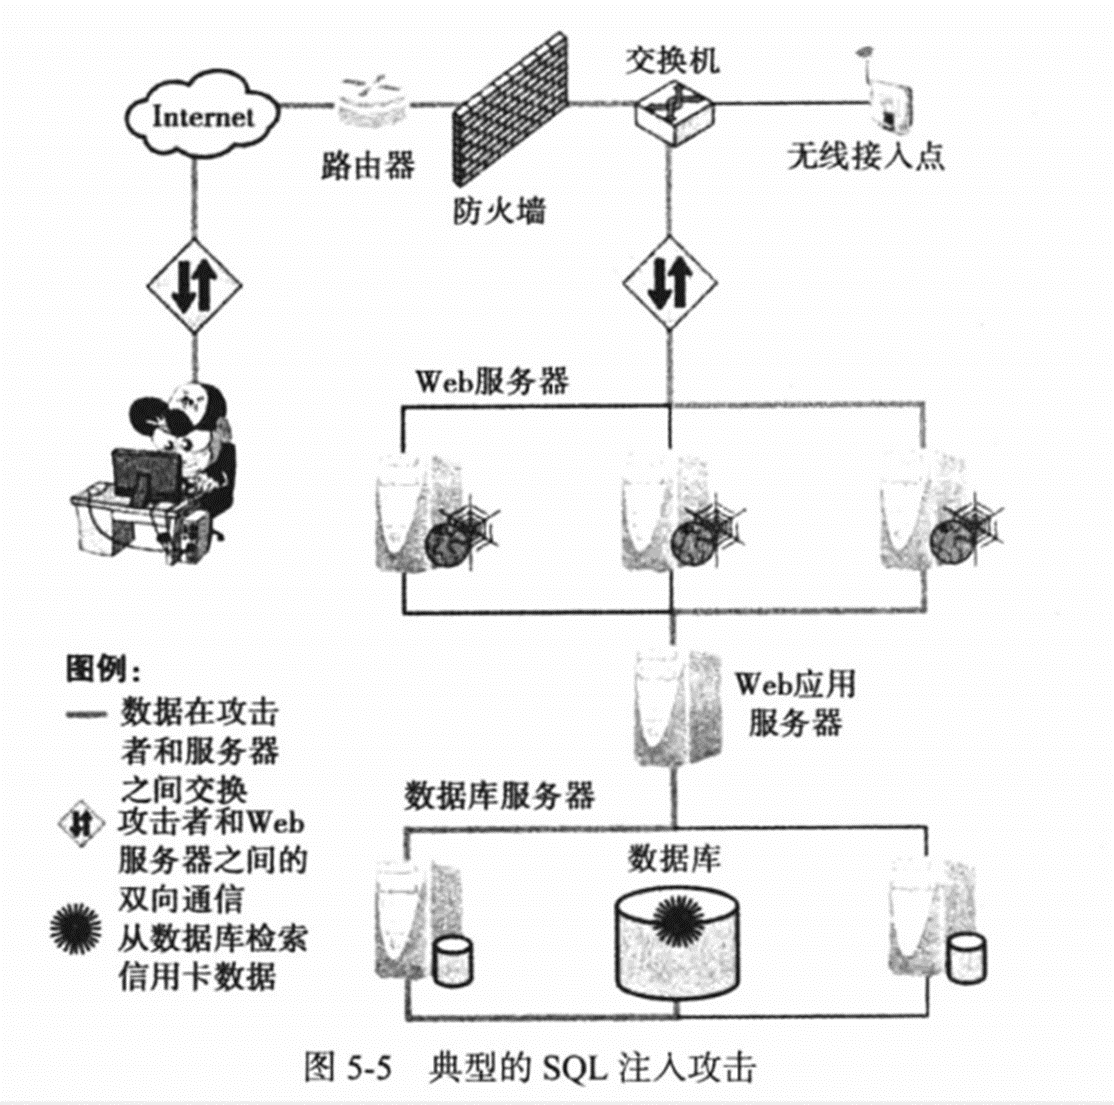 交换机
Internet
路由器
无线接入点
防火墙
Web服务器
图例：
数据在攻击
者和服务器
之间交换
攻击者和Web
服务器之间的
双向通信
从数据库检索
信用卡数据
Web应用
服务器
数据库服务器
数据库
图 5-5 典型的 SQL 注入攻击